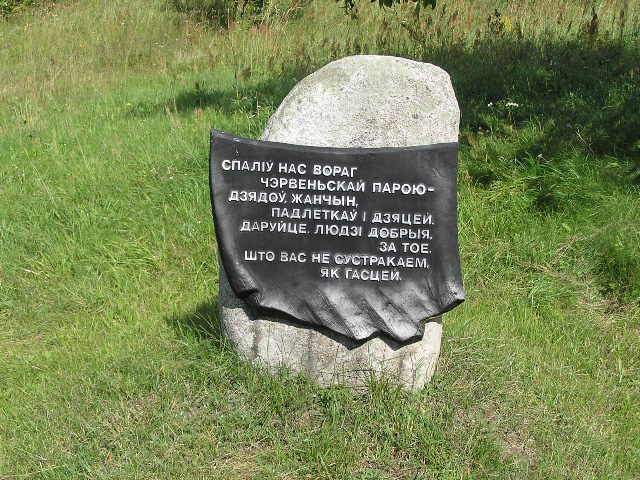 СПАЛІЎ НАС ВОРАГ
ЧЭРВЕНЬСКАЙ ПАРОЮ-
ДЗЯДОЎ, ЖАНЧЫН,
ПАДЛЕТКАЎ І ДЗЯЦЕЙ.
ДАРУЙЦЕ, ЛЮДЗІ ДОБРЫЯ,
ЗА ТОЕ,
ШТО ВАС НЕ СУСТРАКАЕМ,
ЯК ГАСЦЕЙ.